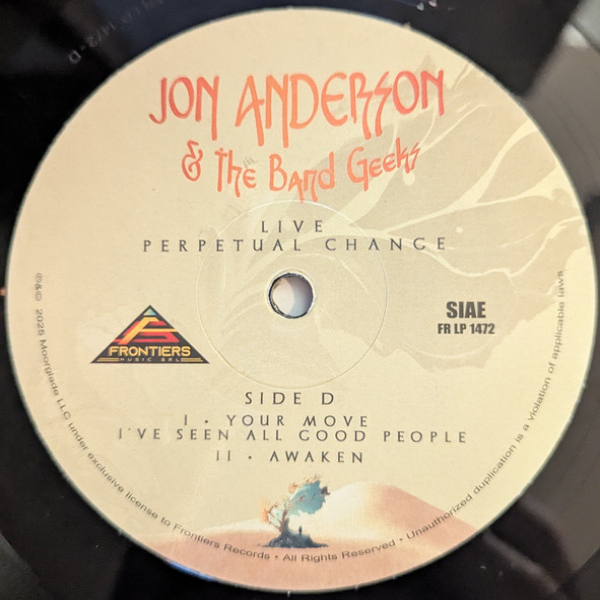 JON ANDERSON
& The Band Geeks
LIVE
PERPETUAL CHANGE
SIAE
FR LP 1472
FRONTIERS
MUSIC SRL
SIDE D
I · YOUR MOVE
I'VE SEEN ALL GOOD PEOPLE
II · AWAKEN
℗&© 2025 Moorglade LLC under exclusive license to Frontiers Records • All Rights Reserved • Unauthorized duplication is a violation of applicable laws